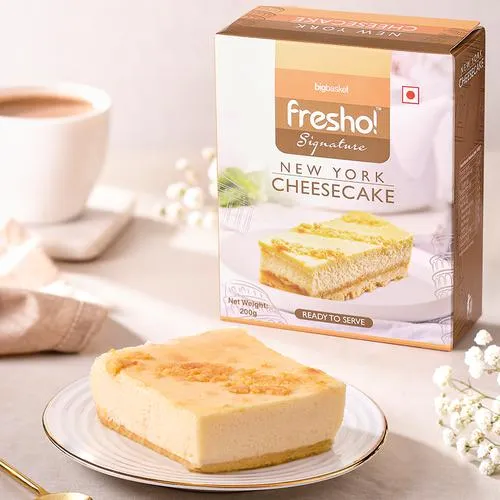 NEW YORK
CHEESECAKE
bigbasket
fresho!
Signature
NEW YORK
CHEESECAKE
Net Weight:
200g
READY TO SERVE
NEW YORK
CHEESECAKE